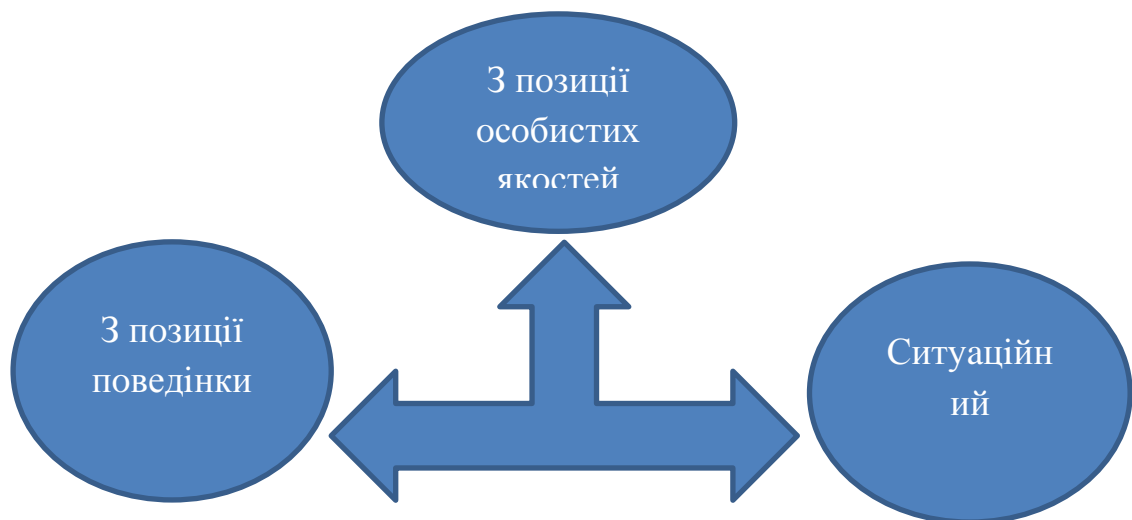 З позиції
особистих
якостей
З позиції
поведінки
Ситуаційн
ий